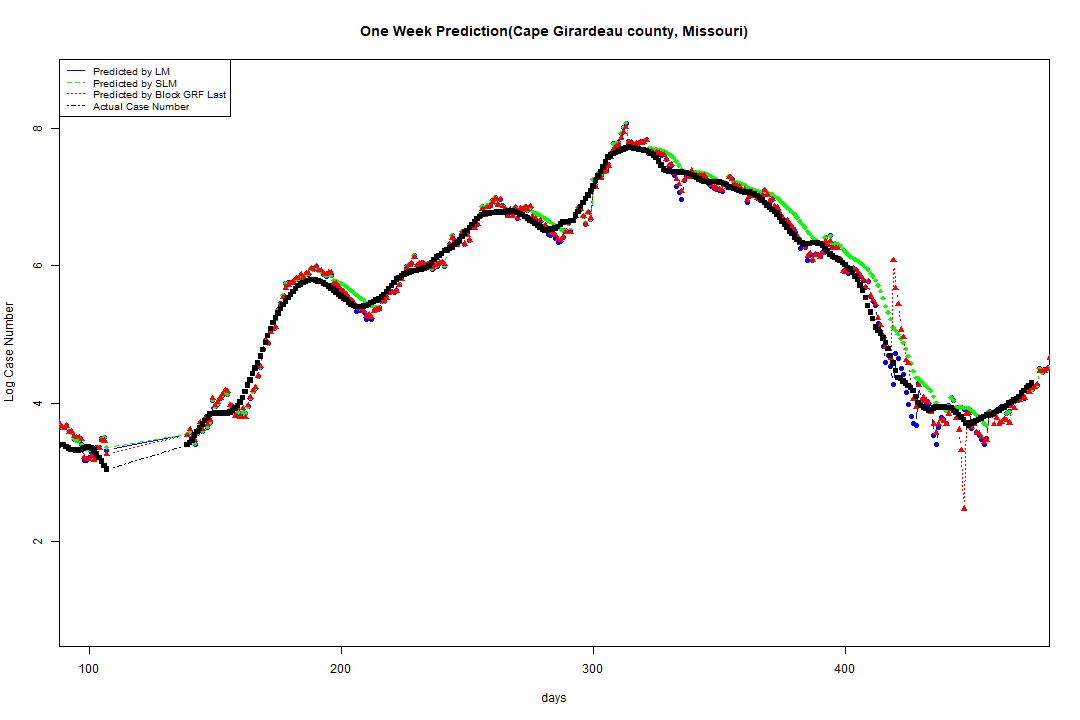 One Week Prediction(Cape Girardeau county, Missouri)
Predicted by LM
Predicted by SLM
Predicted by Block GRF Last
Actual Case Number
8
6
4
2
Log Case Number
100 200 300 400
days